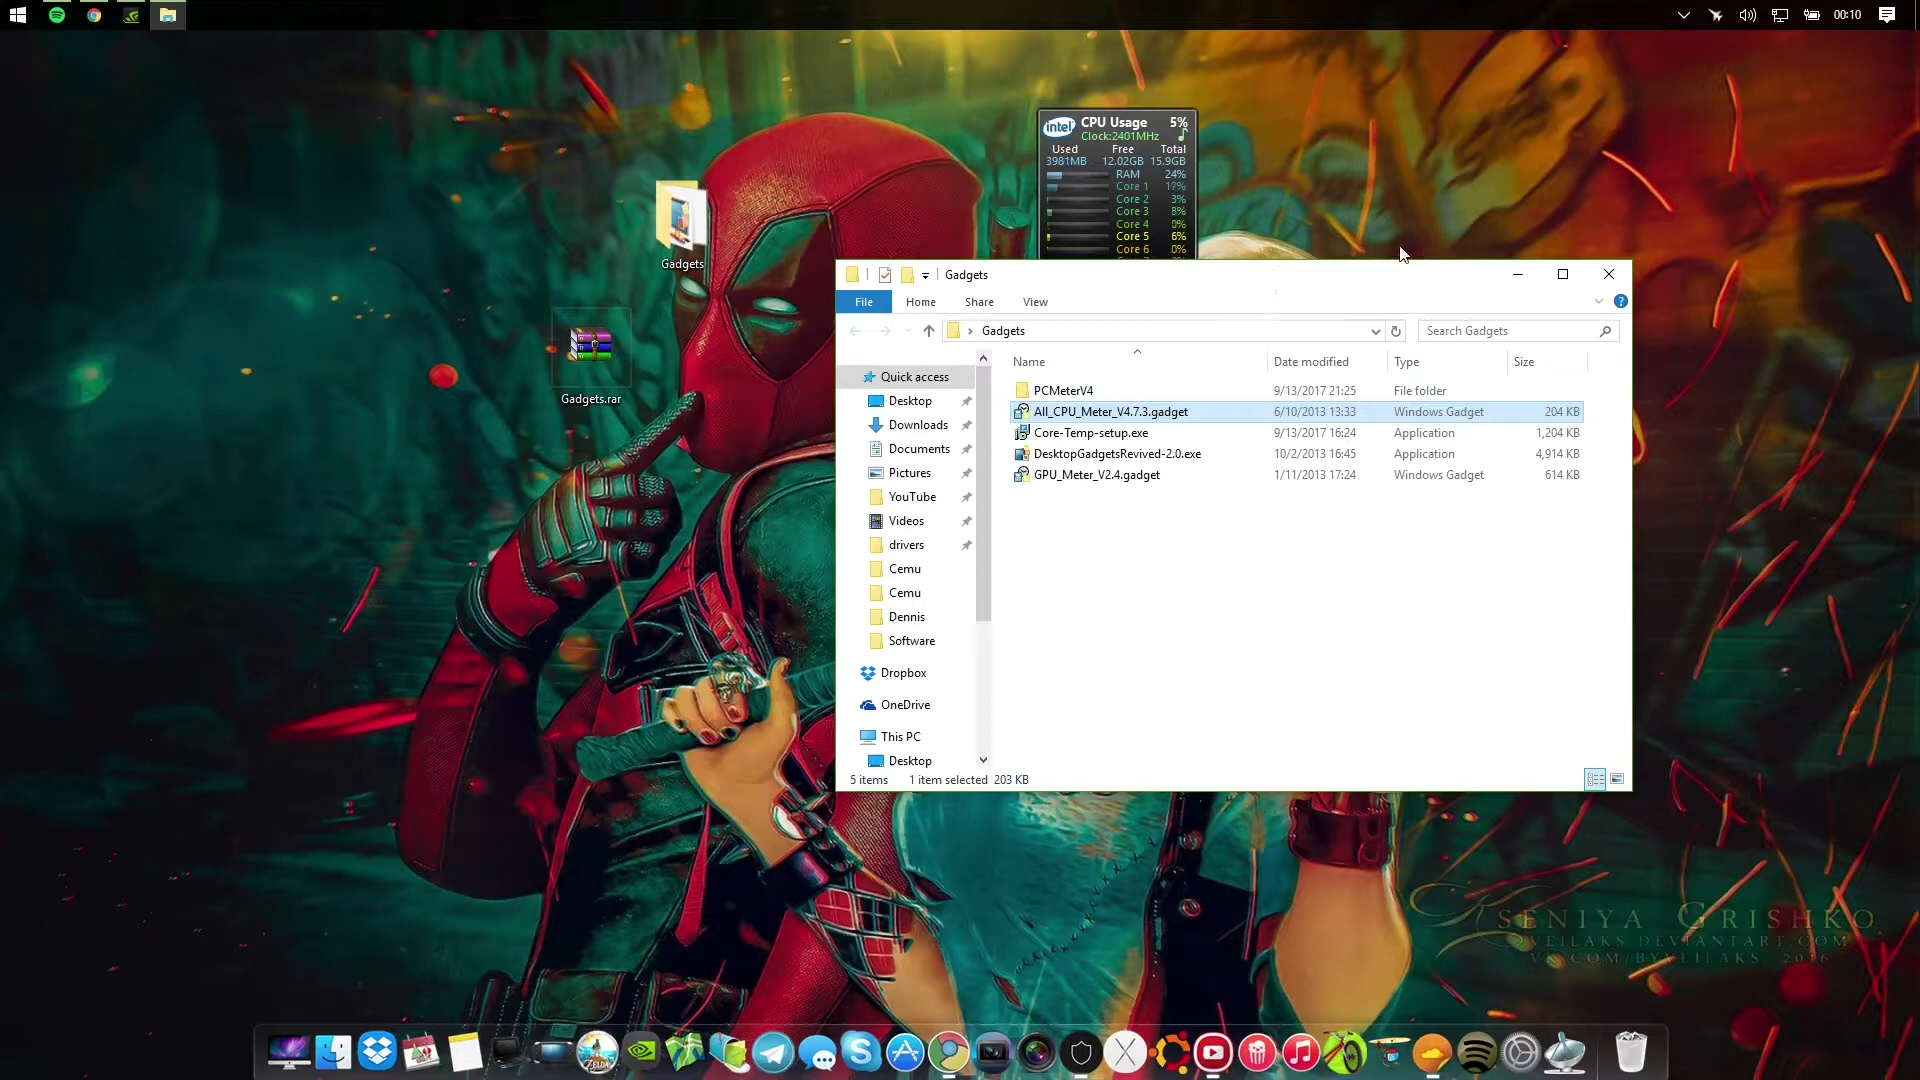 00:10
Gadgets
Gadgets.rar
intel CPU Usage 5%
Clock:2401MHz
Used Free Total
3981MB 12.02GB 15.9GB
RAM 24%
Core 1 17%
Core 2 3%
Core 3 8%
Core 4 0%
Core 5 6%
Core 6 0%
Gadgets
File Home Share View
Gadgets
Search Gadgets
Name Date modified Type Size
PCMeterV4 9/13/2017 21:25 File folder
All_CPU_Meter_V4.7.3.gadget 6/10/2013 13:33 Windows Gadget 204 KB
Core-Temp-setup.exe 9/13/2017 16:24 Application 1,204 KB
DesktopGadgetsRevived-2.0.exe 10/2/2013 16:45 Application 4,914 KB
GPU_Meter_V2.4.gadget 1/11/2013 17:24 Windows Gadget 614 KB
Quick access
Desktop
Downloads
Documents
Pictures
YouTube
Videos
drivers
Cemu
Cemu
Dennis
Software
Dropbox
OneDrive
This PC
Desktop
5 items 1 item selected 203 KB
Kseniya Grishko
VEILAKS.DEVIANTART.COM
VK.COM/BYVEILAKS 2016
ZELDA